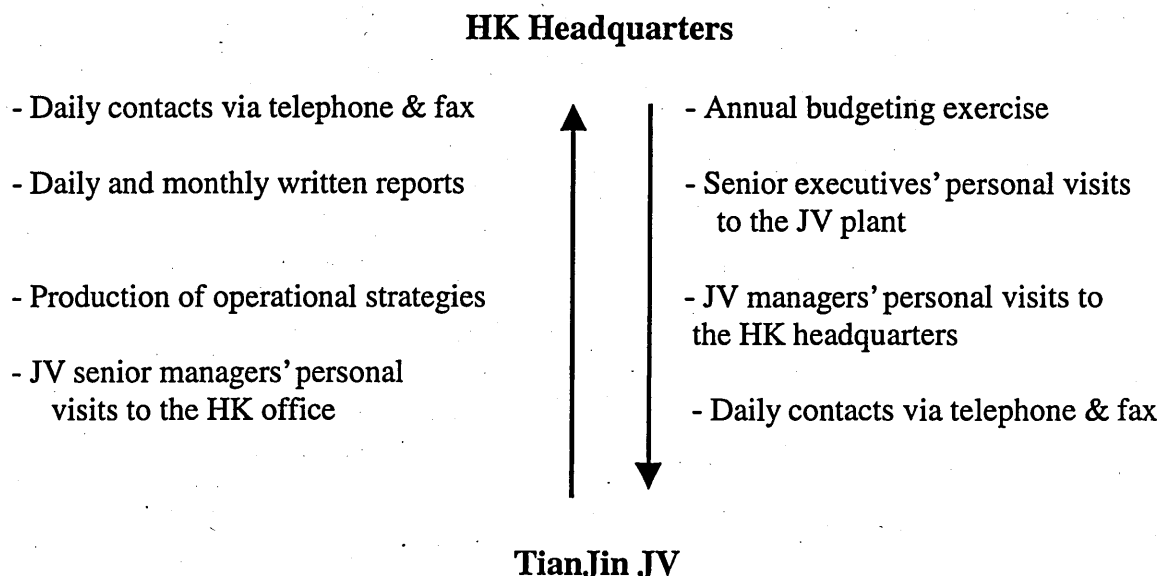 HK Headquarters
- Daily contacts via telephone & fax
- Daily and monthly written reports
- Production of operational strategies
- JV senior managers' personal
visits to the HK office
- Annual budgeting exercise
- Senior executives' personal visits
to the JV plant
- JV managers' personal visits to
the HK headquarters
- Daily contacts via telephone & fax
TianJin JV